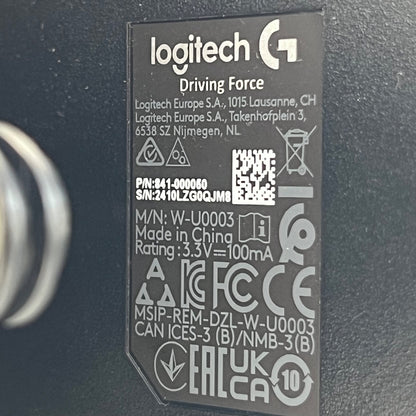 logitech G
Driving Force
Logitech Europe S.A., 1015 Lausanne, CH
Logitech Europe S.A., Takenhofplein 3,
6538 SZ Nijmegen, NL
P/N:841-000050
S/N:2410LZG0QJM8
M/N: W-U0003
Made in China
Rating: 3.3V⎓100mA
FCC CE
MSIP-REM-DZL-W-U0003
CAN ICES-3 (B)/NMB-3(B)
EAC UK CA 10